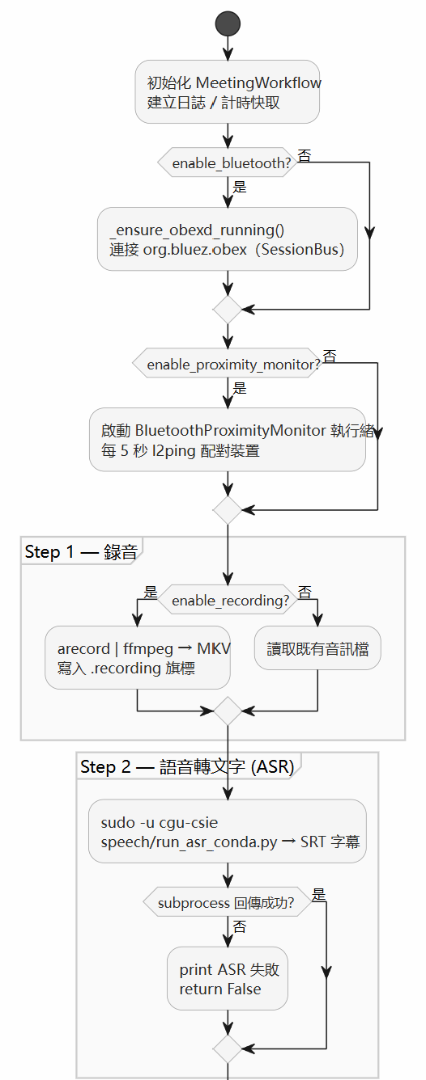 初始化 MeetingWorkflow
建立日誌 / 計時快取
enable_bluetooth?
否
是
_ensure_obexd_running()
連接 org.bluez.obex（SessionBus）
enable_proximity_monitor?
否
是
啟動 BluetoothProximityMonitor 執行緒
每 5 秒 l2ping 配對裝置
Step 1 — 錄音
是
enable_recording?
否
arecord | ffmpeg → MKV
寫入 .recording 旗標
讀取既有音訊檔
Step 2 — 語音轉文字 (ASR)
sudo -u cgu-csie
speech/run_asr_conda.py → SRT 字幕
subprocess 回傳成功?
是
否
print ASR 失敗
return False